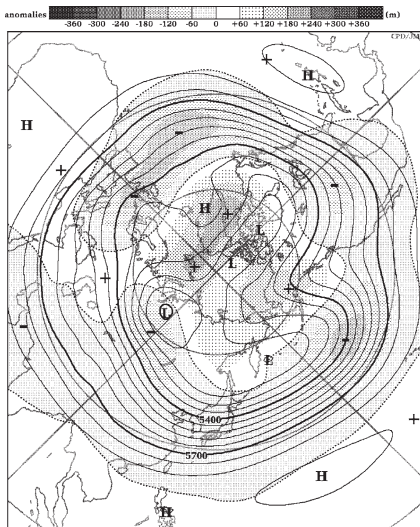 anomalies (m)
-360 -300 -240 -180 -120 -60 0 +60 +120 +180 +240 +300 +360
H
+
H
-
+
-
-
H
+
L
+
L
+
+
L
-
-
-
L
5400
+
5700
H
H